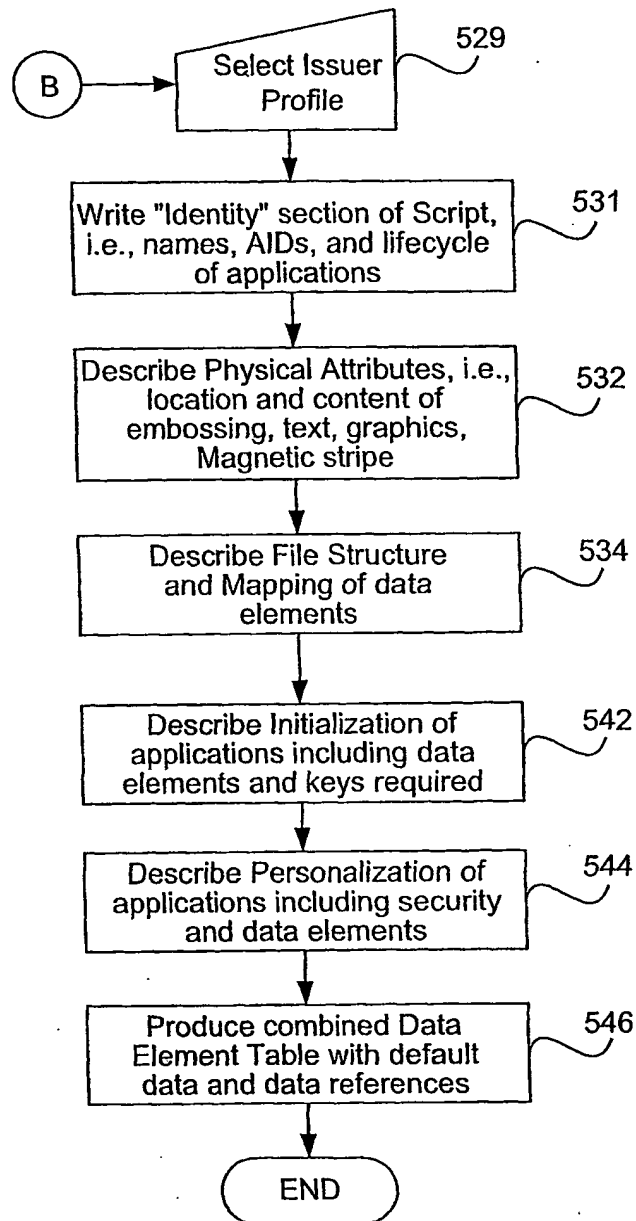 529
Select Issuer
Profile
B
531
Write "Identity" section of Script,
i.e., names, AIDs, and lifecycle
of applications
532
Describe Physical Attributes, i.e.,
location and content of
embossing, text, graphics,
Magnetic stripe
534
Describe File Structure
and Mapping of data
elements
542
Describe Initialization of
applications including data
elements and keys required
544
Describe Personalization of
applications including security
and data elements
546
Produce combined Data
Element Table with default
data and data references
END